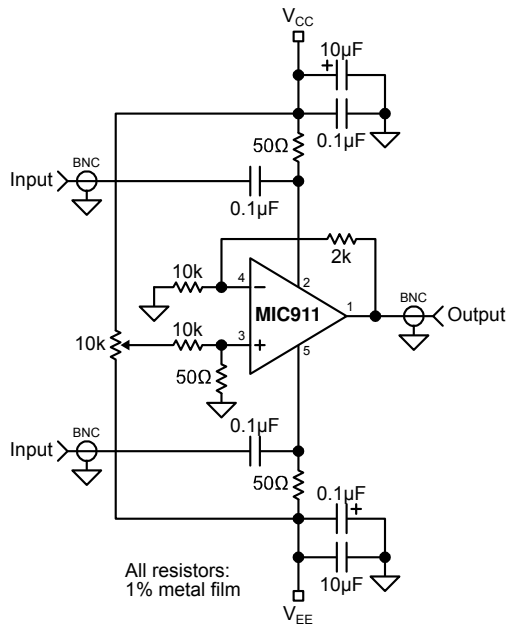 VCC
10µF
+
0.1µF
50Ω
BNC
Input
0.1µF
2k
10k
4
−
2
MIC911
1
BNC
Output
10k
10k
3
+
5
50Ω
0.1µF
BNC
Input
50Ω
0.1µF
+
10µF
All resistors:
1% metal film
VEE